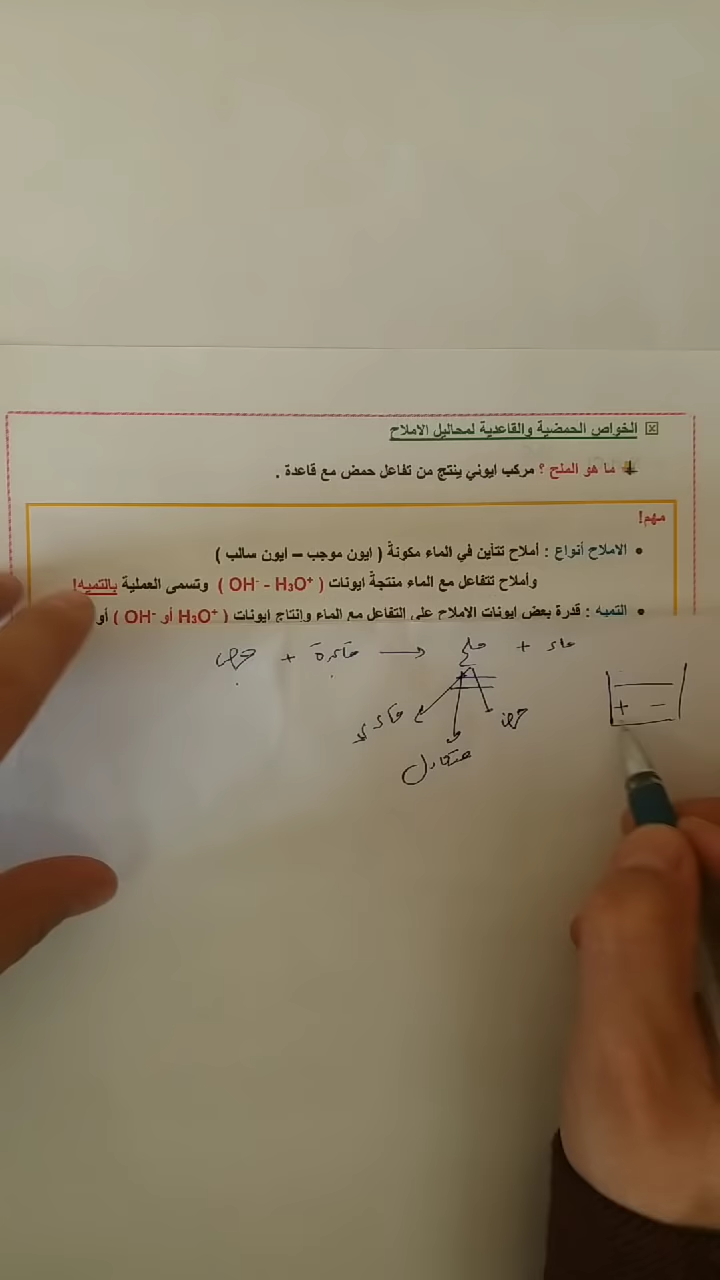 الخواص الحمضية والقاعدية لمحاليل الاملاح
ما هو الملح ؟ مركب ايوني ينتج من تفاعل حمض مع قاعدة .
مهم!
• الاملاح أنواع : أملاح تتأين في الماء مكونةً ( ايون موجب – ايون سالب )
وأملاح تتفاعل مع الماء منتجةً ايونات ( OH⁻ - H₃O⁺ ) وتسمى العملية بالتميه!
• التميه : قدرة بعض ايونات الاملاح على التفاعل مع الماء وإنتاج ايونات ( H₃O⁺ أو OH⁻ ) أو
حمض + قاعدة → ملح + ماء
حمضي
قاعدي
متعادل
+ −